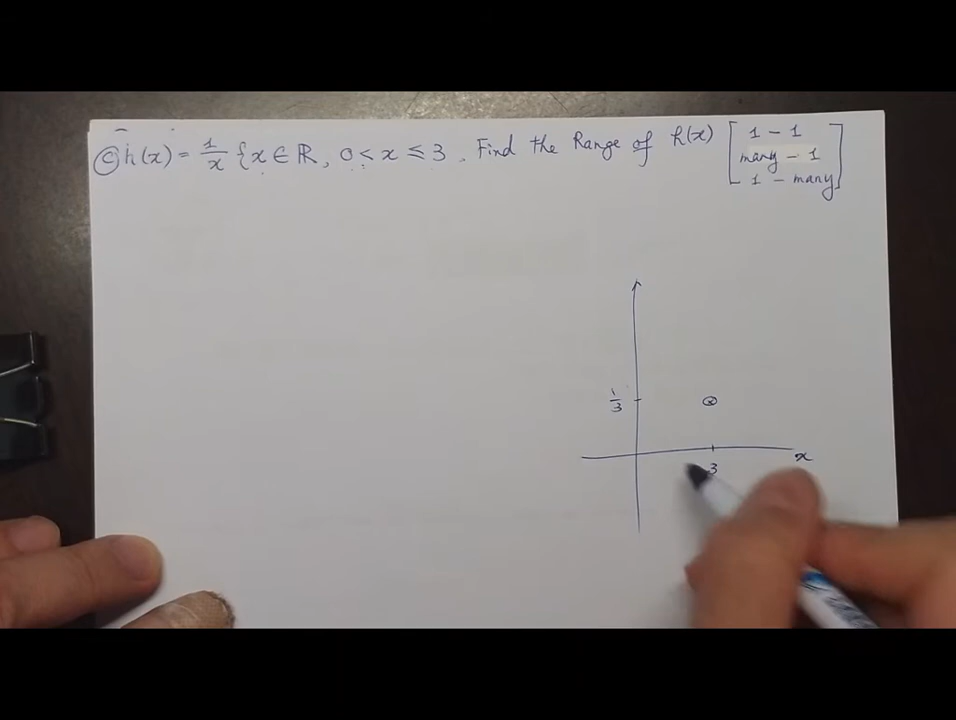 ⓒ h(x) = 1/x {x ∈ ℝ, 0 < x ≤ 3 , Find the Range of h(x) [
1 - 1
many - 1
1 - many ]
1/3
3
x